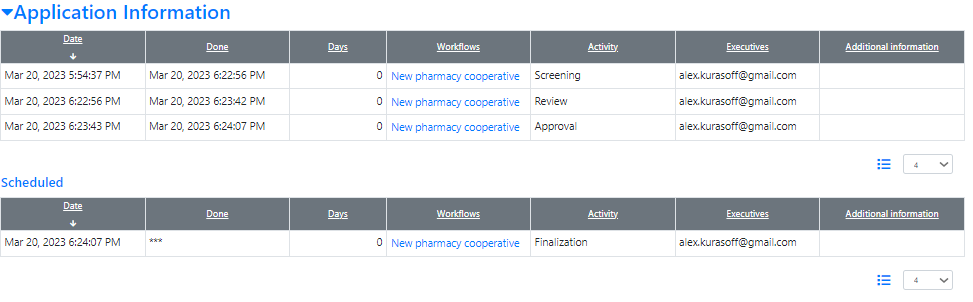 Application Information
Date Done Days Workflows Activity Executives Additional information
Mar 20, 2023 5:54:37 PM Mar 20, 2023 6:22:56 PM 0 New pharmacy cooperative Screening alex.kurasoff@gmail.com
Mar 20, 2023 6:22:56 PM Mar 20, 2023 6:23:42 PM 0 New pharmacy cooperative Review alex.kurasoff@gmail.com
Mar 20, 2023 6:23:43 PM Mar 20, 2023 6:24:07 PM 0 New pharmacy cooperative Approval alex.kurasoff@gmail.com
4
Scheduled
Date Done Days Workflows Activity Executives Additional information
Mar 20, 2023 6:24:07 PM *** 0 New pharmacy cooperative Finalization alex.kurasoff@gmail.com
4